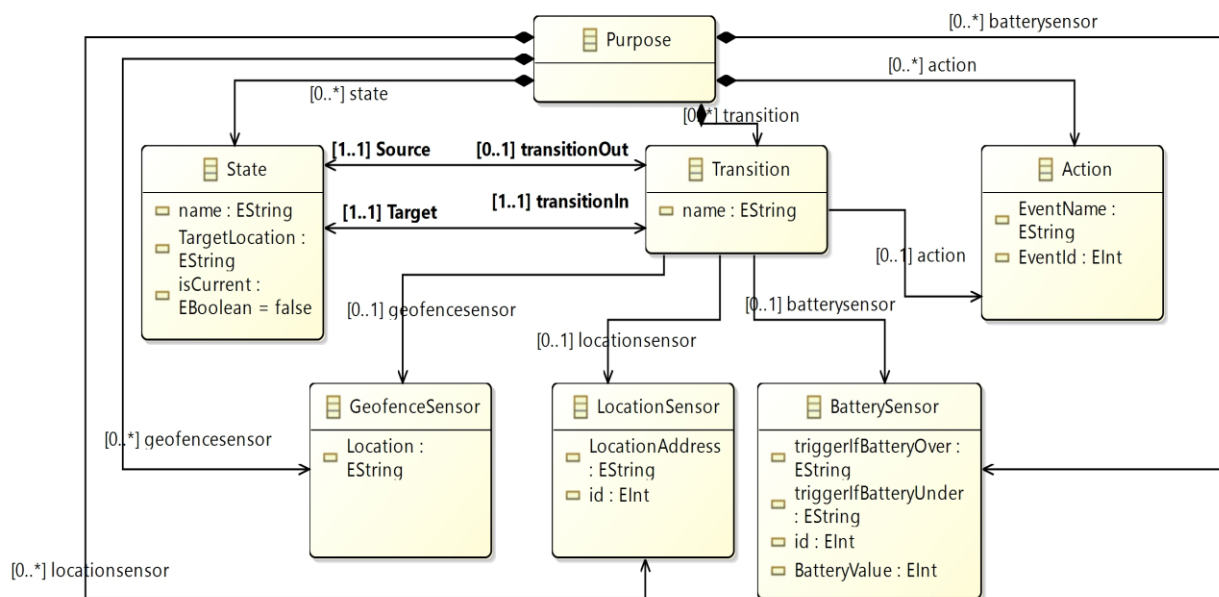 [0..*] batterysensor
Purpose
[0..*] action
[0..*] state
[0..*] transition
[1..1] Source
[0..1] transitionOut
State
Transition
Action
[1..1] Target
[1..1] transitionIn
name : EString
TargetLocation :
EString
isCurrent :
EBoolean = false
name : EString
EventName :
EString
EventId : EInt
[0..1] action
[0..1] geofencesensor
[0..1] batterysensor
[0..1] locationsensor
GeofenceSensor
LocationSensor
BatterySensor
[0..*] geofencesensor
Location :
EString
LocationAddress
: EString
id : EInt
triggerIfBatteryOver :
EString
triggerIfBatteryUnder
: EString
id : EInt
BatteryValue : EInt
[0..*] locationsensor